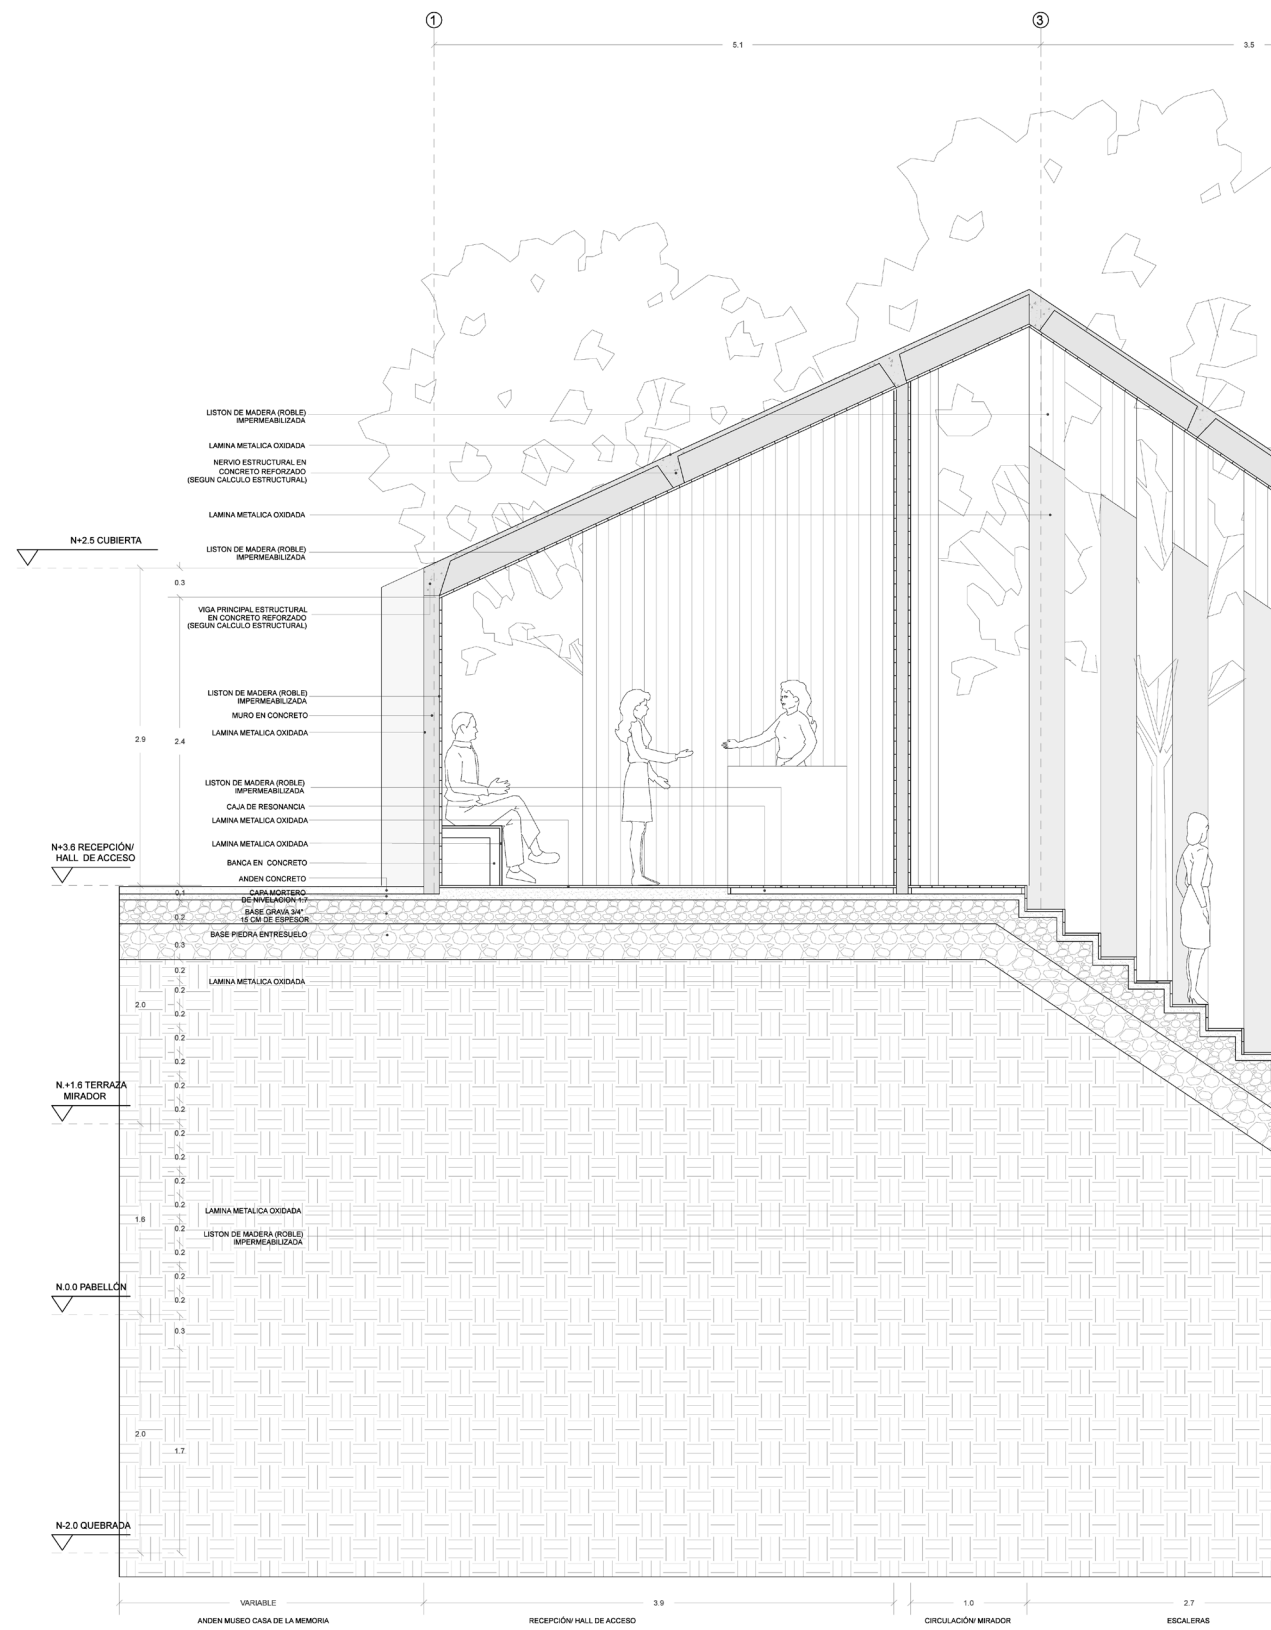 1
3
5.1
3.5
LISTON DE MADERA (ROBLE)
IMPERMEABILIZADA
LAMINA METALICA OXIDADA
NERVIO ESTRUCTURAL EN
CONCRETO REFORZADO
(SEGUN CALCULO ESTRUCTURAL)
LAMINA METALICA OXIDADA
N+2.5 CUBIERTA
LISTON DE MADERA (ROBLE)
IMPERMEABILIZADA
0.3
VIGA PRINCIPAL ESTRUCTURAL
EN CONCRETO REFORZADO
(SEGUN CALCULO ESTRUCTURAL)
LISTON DE MADERA (ROBLE)
IMPERMEABILIZADA
MURO EN CONCRETO
LAMINA METALICA OXIDADA
2.9
2.4
LISTON DE MADERA (ROBLE)
IMPERMEABILIZADA
CAJA DE RESONANCIA
LAMINA METALICA OXIDADA
LAMINA METALICA OXIDADA
N+3.6 RECEPCIÓN/
HALL DE ACCESO
BANCA EN CONCRETO
ANDEN CONCRETO
0.1
CAPA MORTERO
DE NIVELACION 1:7
BASE GRAVA 3/4"
15 CM DE ESPESOR
0.2
BASE PIEDRA ENTRESUELO
0.3
0.2
LAMINA METALICA OXIDADA
0.2
2.0
0.2
0.2
0.2
N.+1.6 TERRAZA
MIRADOR
0.2
0.2
0.2
0.2
0.2
0.2
LAMINA METALICA OXIDADA
1.6
0.2
LISTON DE MADERA (ROBLE)
IMPERMEABILIZADA
0.2
0.2
N.0.0 PABELLÓN
0.2
0.3
2.0
1.7
N-2.0 QUEBRADA
VARIABLE
3.9
1.0
2.7
ANDEN MUSEO CASA DE LA MEMORIA
RECEPCIÓN/ HALL DE ACCESO
CIRCULACIÓN/ MIRADOR
ESCALERAS